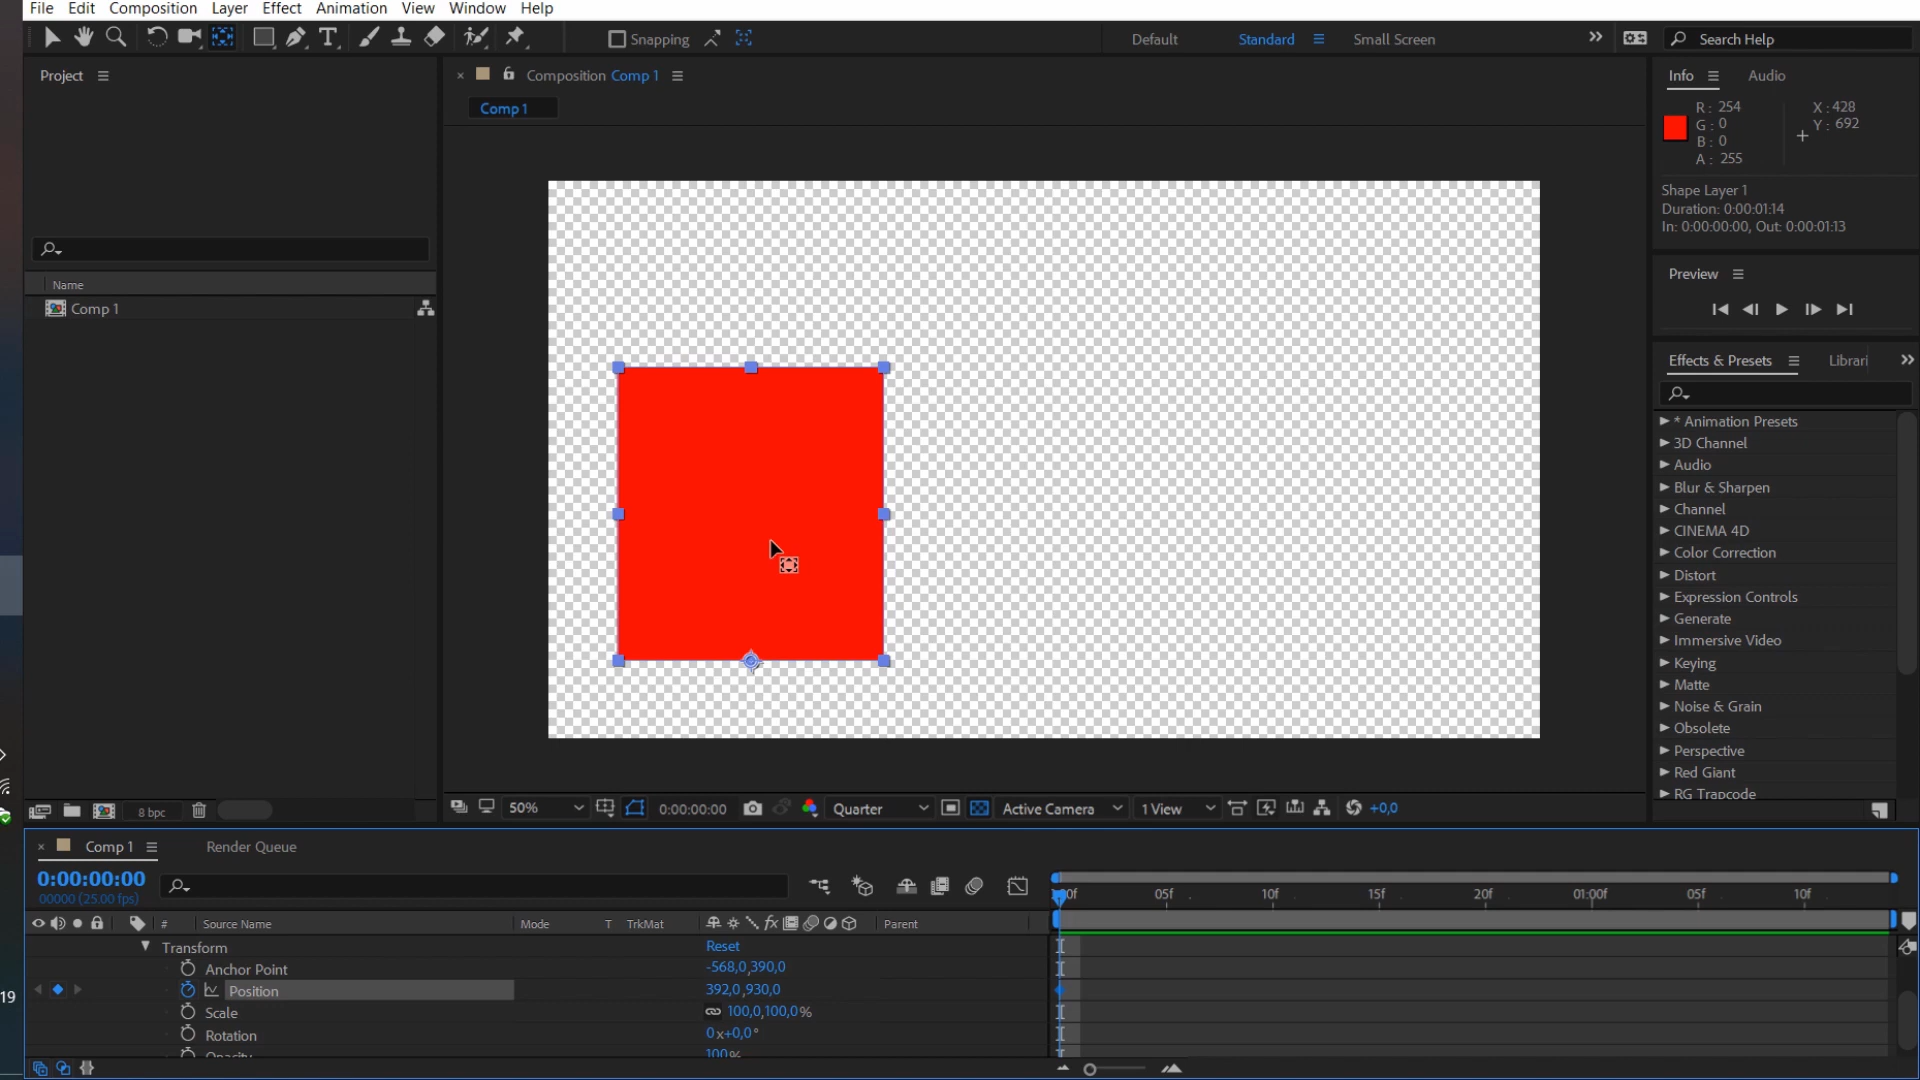 File Edit Composition Layer Effect Animation View Window Help
T Snapping Default Standard Small Screen Search Help
Project
Composition Comp 1
Comp 1
Info Audio
R: 254
G: 0
B: 0
A: 255
X: 428
Y: 692
Shape Layer 1
Duration: 0:00:01:14
In: 0:00:00:00, Out: 0:00:01:13
Name
Comp 1
Preview
Effects & Presets Librari
* Animation Presets
3D Channel
Audio
Blur & Sharpen
Channel
CINEMA 4D
Color Correction
Distort
Expression Controls
Generate
Immersive Video
Keying
Matte
Noise & Grain
Obsolete
Perspective
Red Giant
RG Trapcode
8 bpc
50% 0:00:00:00 Quarter Active Camera 1 View +0,0
Comp 1 Render Queue
0:00:00:00
00000 (25.00 fps)
:00f 05f 10f 15f 20f 01:00f 05f 10f
# Source Name Mode T TrkMat fx Parent
Transform Reset
Anchor Point -568,0,390,0
Position 392,0,930,0
Scale 100,0,100,0%
Rotation 0x+0,0°
Opacity 100%
19